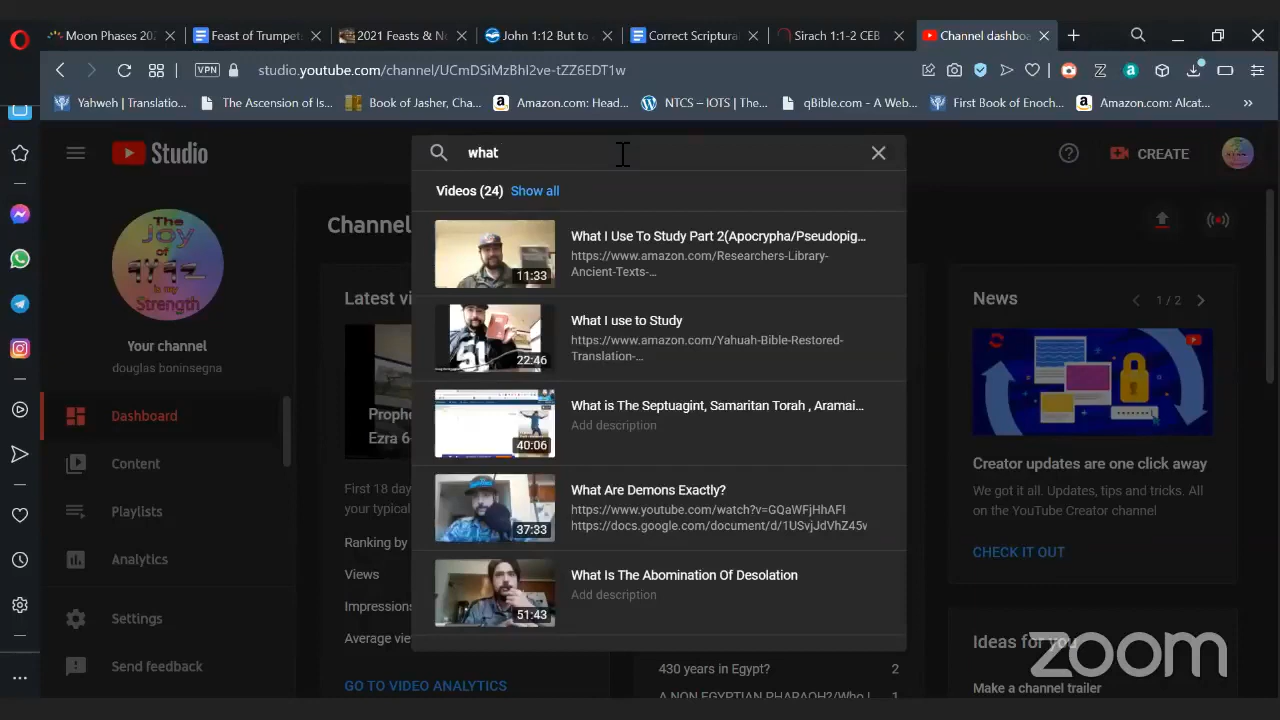 Moon Phases 202
Feast of Trumpets
2021 Feasts & N
John 1:12 But to
Correct Scriptura
Sirach 1:1-2 CEB
Channel dashboa
VPN
studio.youtube.com/channel/UCmDSiMzBhI2ve-tZZ6EDT1w
Yahweh | Translatio...
The Ascension of Is...
Book of Jasher, Cha...
Amazon.com: Head...
NTCS – IOTS | The...
qBible.com - A Web...
First Book of Enoch...
Amazon.com: Alcat...
»
Studio
what
CREATE
Videos (24) Show all
The
Joy
of
is my
Strength
Your channel
douglas boninsegna
Dashboard
Content
Playlists
Analytics
Settings
Send feedback
Channel
Latest vi
Prophe
Ezra 6-
First 18 day
your typical
Ranking by
Views
Impressions
Average vie
GO TO VIDEO ANALYTICS
11:33
What I Use To Study Part 2(Apocrypha/Pseudopig...
https://www.amazon.com/Researchers-Library-
Ancient-Texts-...
22:46
What I use to Study
https://www.amazon.com/Yahuah-Bible-Restored-
Translation-...
40:06
What is The Septuagint, Samaritan Torah , Aramai...
Add description
37:33
What Are Demons Exactly?
https://www.youtube.com/watch?v=GQaWFjHhAFI
https://docs.google.com/document/d/1USvjJdVhZ45v
51:43
What Is The Abomination Of Desolation
Add description
430 years in Egypt?
2
A NON EGYPTIAN PHARAOH?/Who I
1
News
1 / 2
Creator updates are one click away
We got it all. Updates, tips and tricks. All
on the YouTube Creator channel
CHECK IT OUT
Ideas for you
Make a channel trailer
zoom